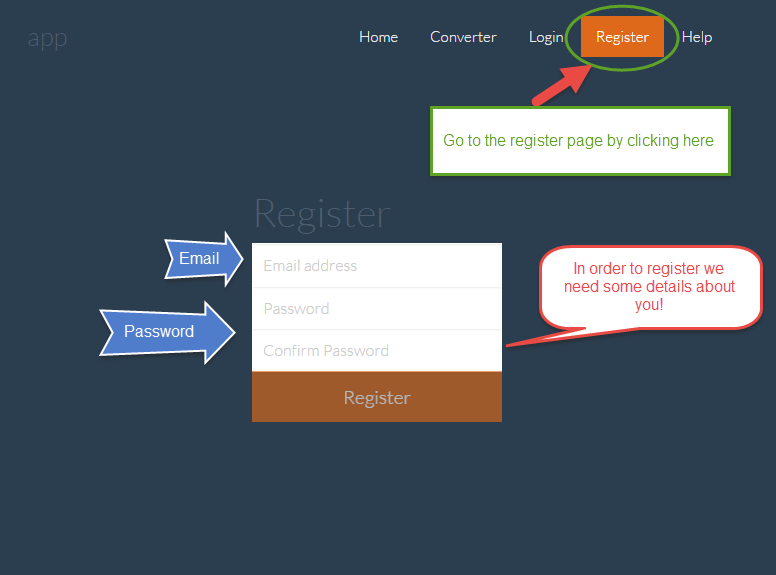 app
Home Converter Login Register Help
Go to the register page by clicking here
Register
Email
Email address
Password
Password
Confirm Password
In order to register we
need some details about
you!
Register